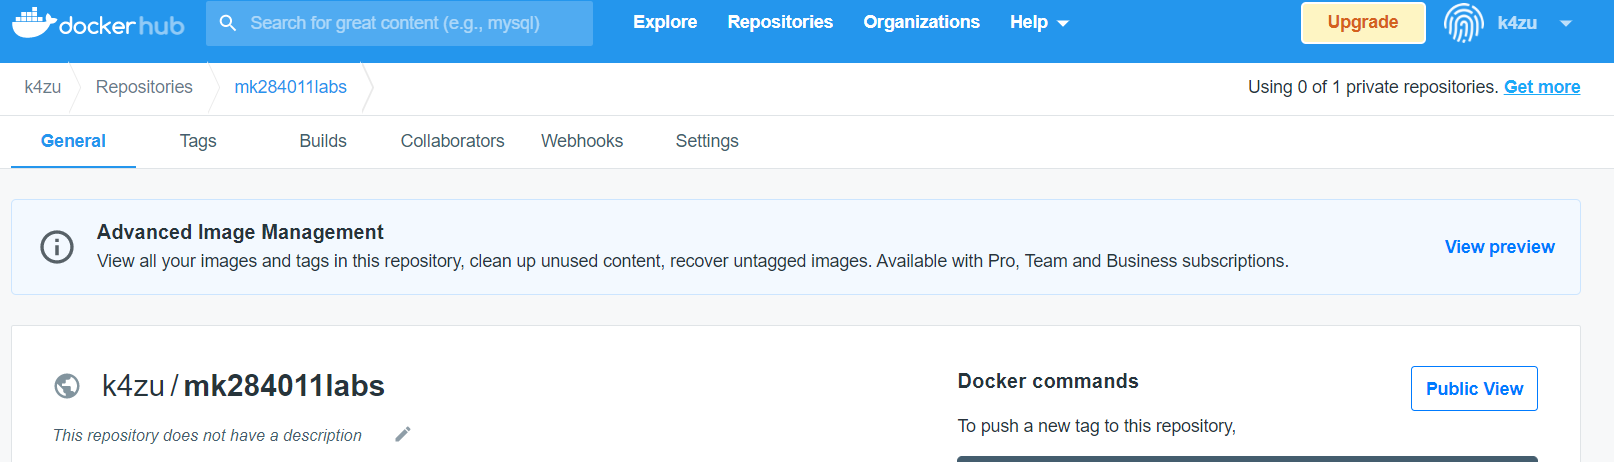 dockerhub Search for great content (e.g., mysql) Explore Repositories Organizations Help Upgrade k4zu
k4zu Repositories mk284011labs Using 0 of 1 private repositories. Get more
General Tags Builds Collaborators Webhooks Settings
Advanced Image Management
View all your images and tags in this repository, clean up unused content, recover untagged images. Available with Pro, Team and Business subscriptions.
View preview
k4zu / mk284011labs
This repository does not have a description
Docker commands
Public View
To push a new tag to this repository,